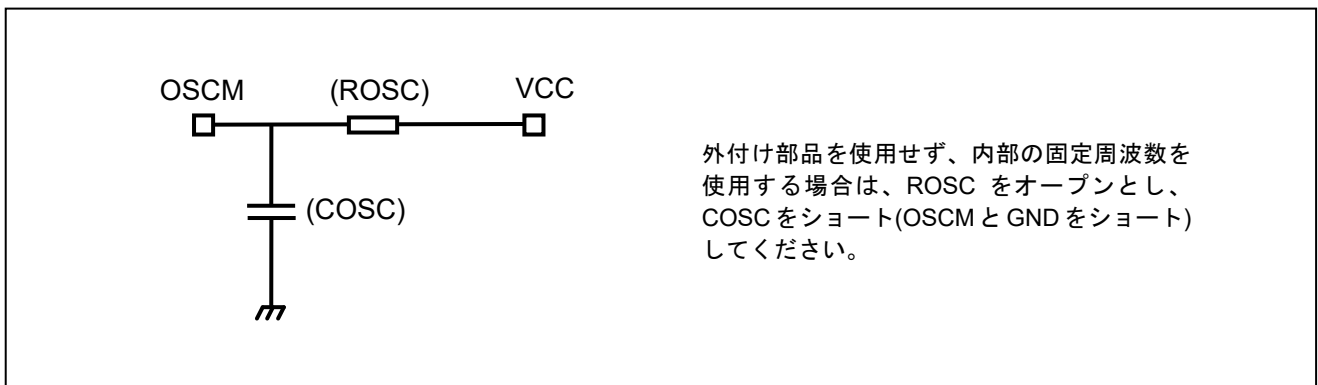 OSCM (ROSC) VCC
(COSC)
外付け部品を使用せず、内部の固定周波数を
使用する場合は、ROSC をオープンとし、
COSC をショート(OSCM と GND をショート)
してください。